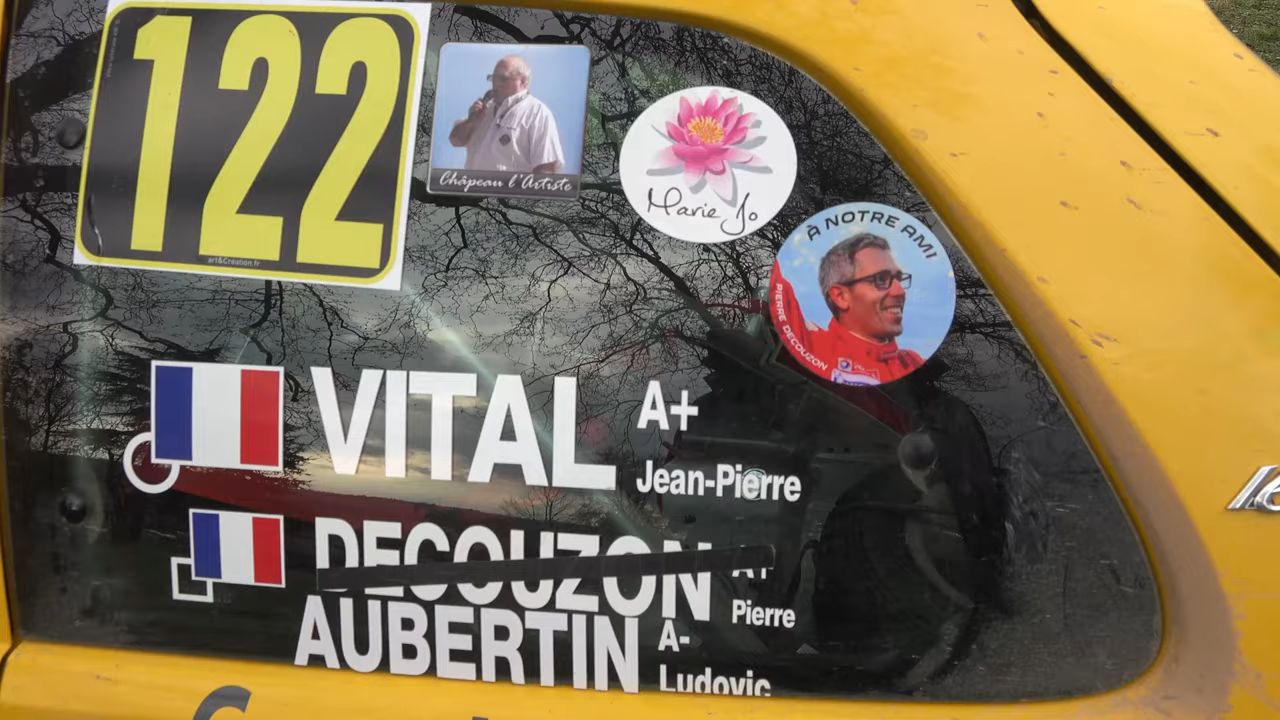 122
art&Creation.fr
Châpeau l'Artiste
Marie Jo
À NOTRE AMI
PIERRE DECOUZON
VITAL A+
Jean-Pierre
DECOUZON A+
Pierre
AUBERTIN A-
Ludovic